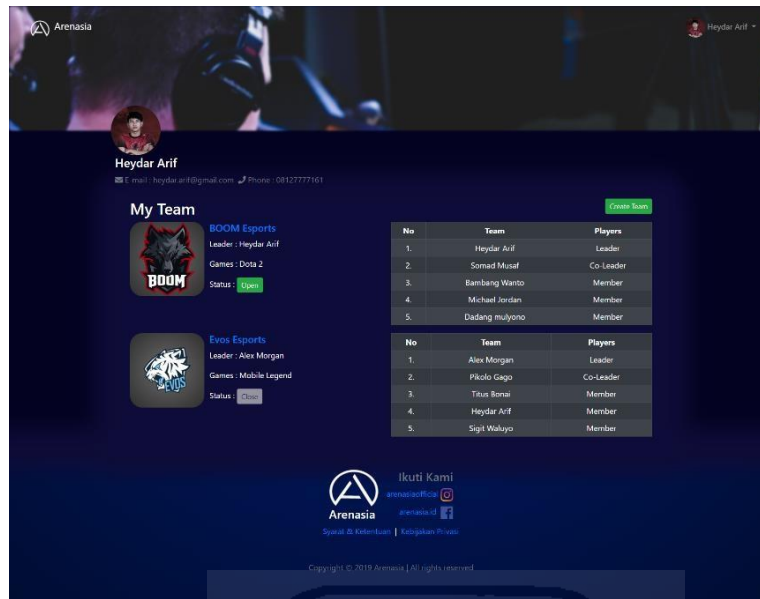 Arenasia
Heydar Arif
Heydar Arif
E-mail : heydar.arif@gmail.com Phone : 08127777161
My Team
Create Team
BOOM Esports
Leader : Heydar Arif
Games : Dota 2
Status : Open
BOOM
No Team Players
1. Heydar Arif Leader
2. Somad Musaf Co-Leader
3. Bambang Wanto Member
4. Michael Jordan Member
5. Dadang mulyono Member
Evos Esports
Leader : Alex Morgan
Games : Mobile Legend
Status : Close
EVOS
No Team Players
1. Alex Morgan Leader
2. Pikolo Gago Co-Leader
3. Titus Bonai Member
4. Heydar Arif Member
5. Sigit Waluyo Member
Arenasia
Ikuti Kami
arenasiaofficial
arenasia.id
Syarat & Ketentuan | Kebijakan Privasi
Copyright © 2019 Arenasia | All rights reserved